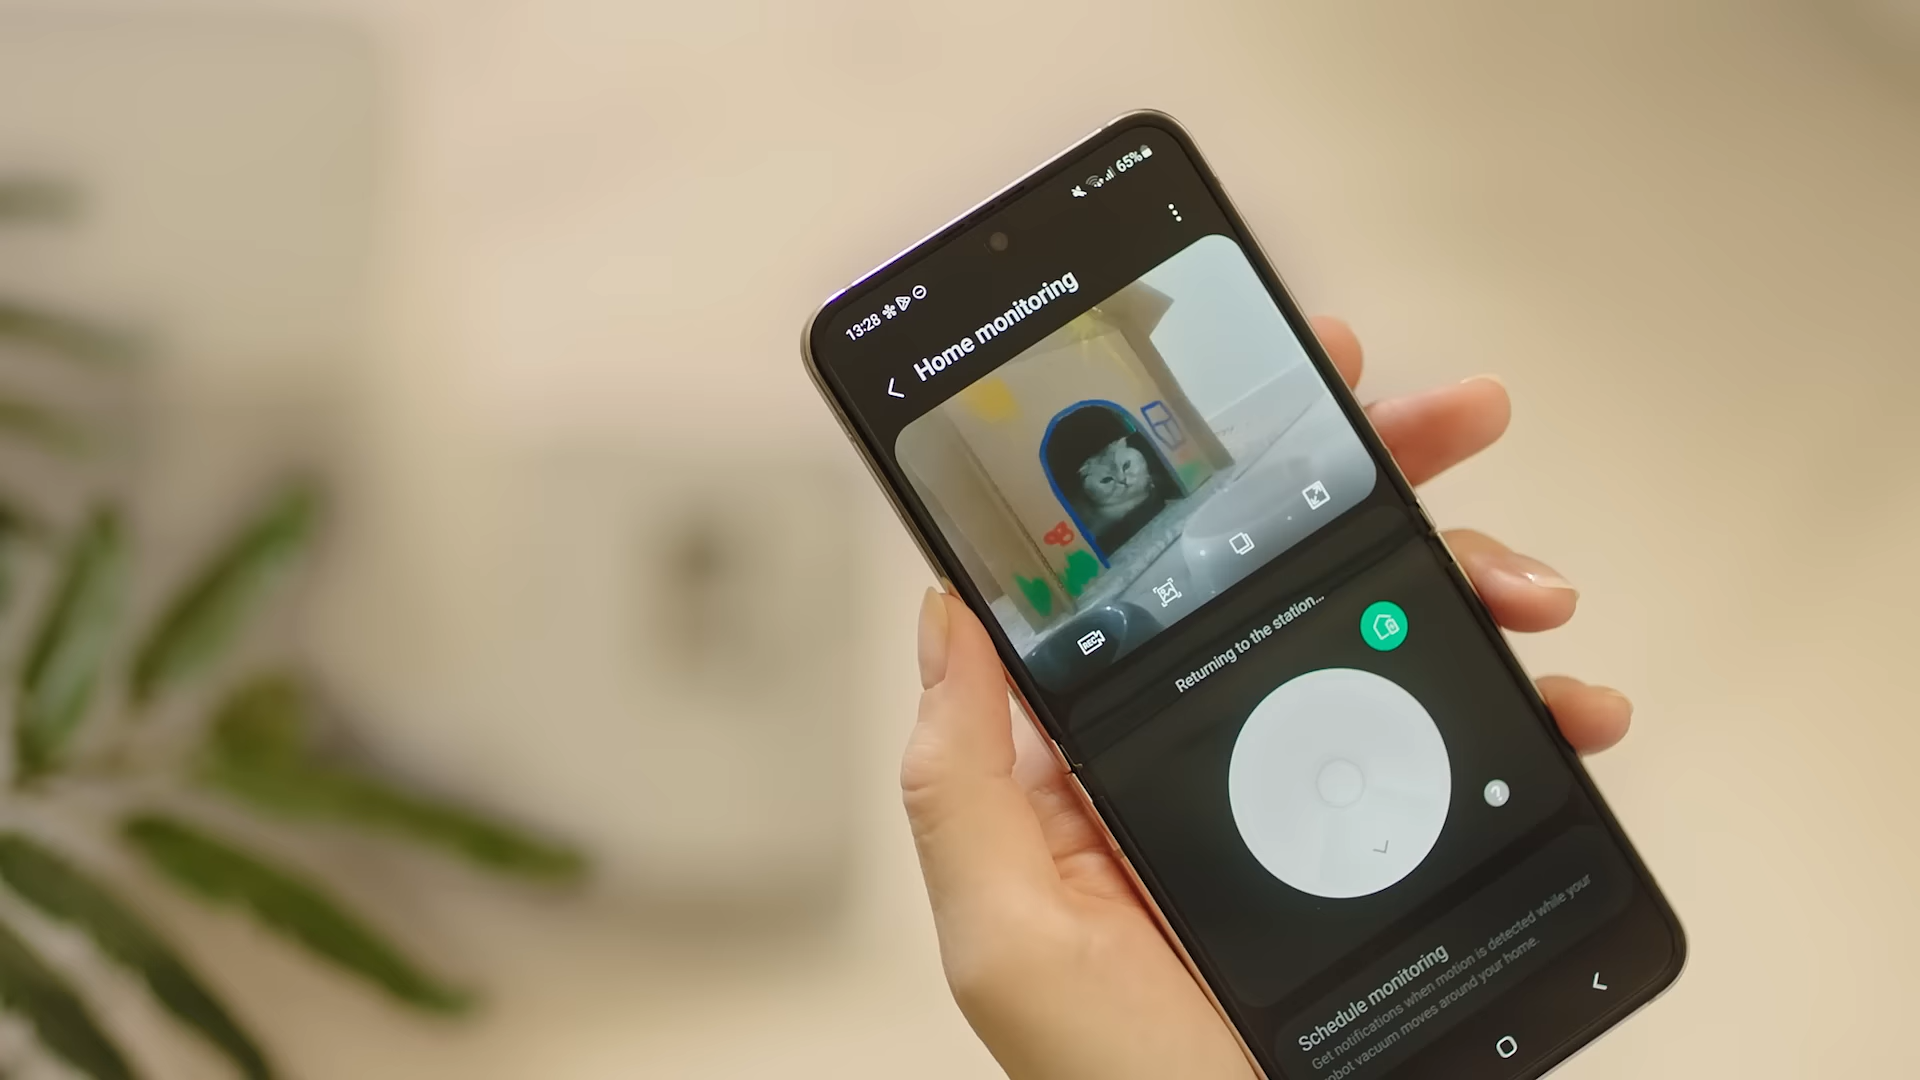 13:28
65%
Home monitoring
REC
Returning to the station...
?
Schedule monitoring
Get notifications when motion is detected while your
robot vacuum moves around your home.